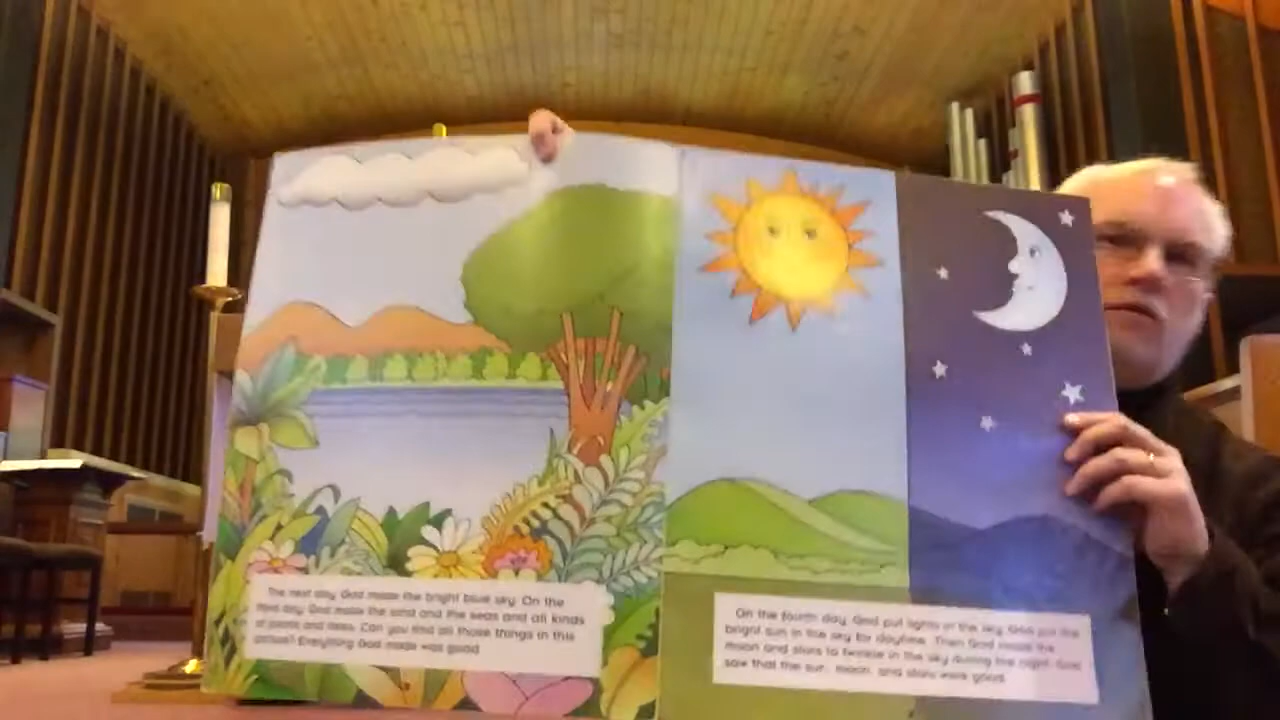 The next day, God made the bright blue sky. On the
third day, God made the land and the seas and all kinds
of plants and trees. Can you find all those things in this
picture? Everything God made was good.
On the fourth day, God put lights in the sky. God put the
bright sun in the sky for daytime. Then God made the
moon and stars to twinkle in the sky during the night. God
saw that the sun, moon, and stars were good.